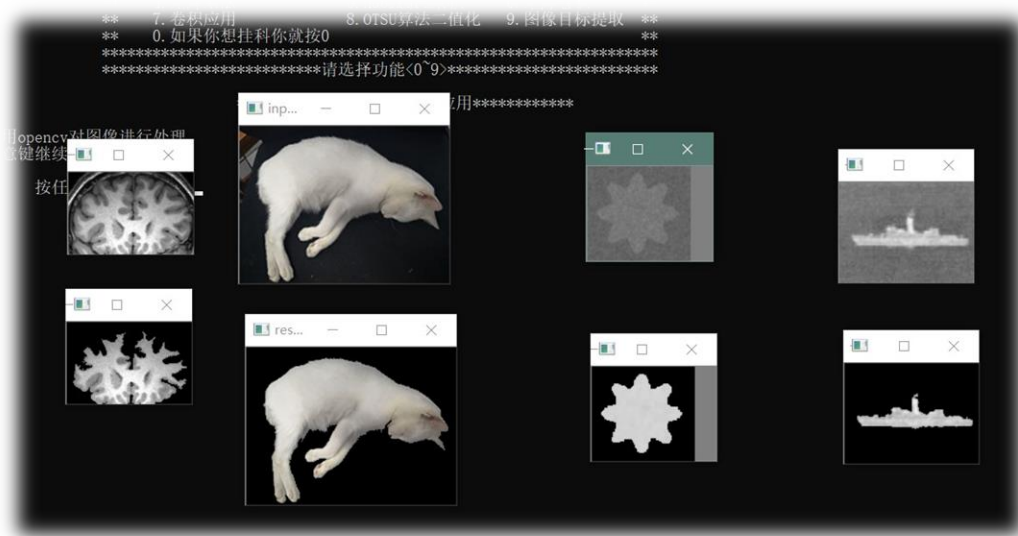 **    7.卷积应用            8.OTSU算法二值化   9.图像目标提取  **
**    0.如果你想挂科你就按0                                     **
******************************************************************
**************************请选择功能<0~9>*************************
用************
用opencv对图像进行处理
意键继续
按任
inp...
res...